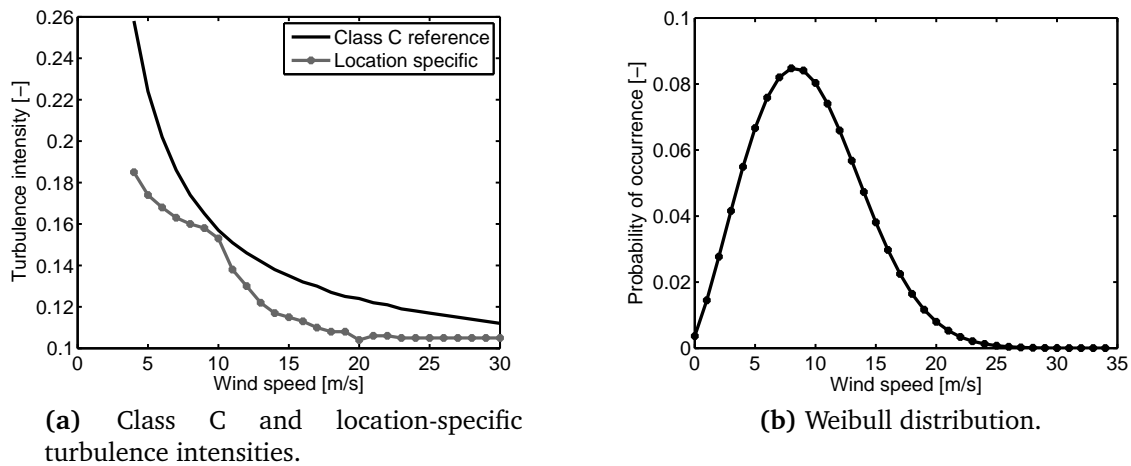 0.26
0.24
0.22
0.2
0.18
0.16
0.14
0.12
0.1
Turbulence intensity [−]
Class C reference
Location specific
0 5 10 15 20 25 30
Wind speed [m/s]
(a) Class C and location-specific
turbulence intensities.
0.1
0.08
0.06
0.04
0.02
0
Probability of occurrence [−]
0 5 10 15 20 25 30 35
Wind speed [m/s]
(b) Weibull distribution.